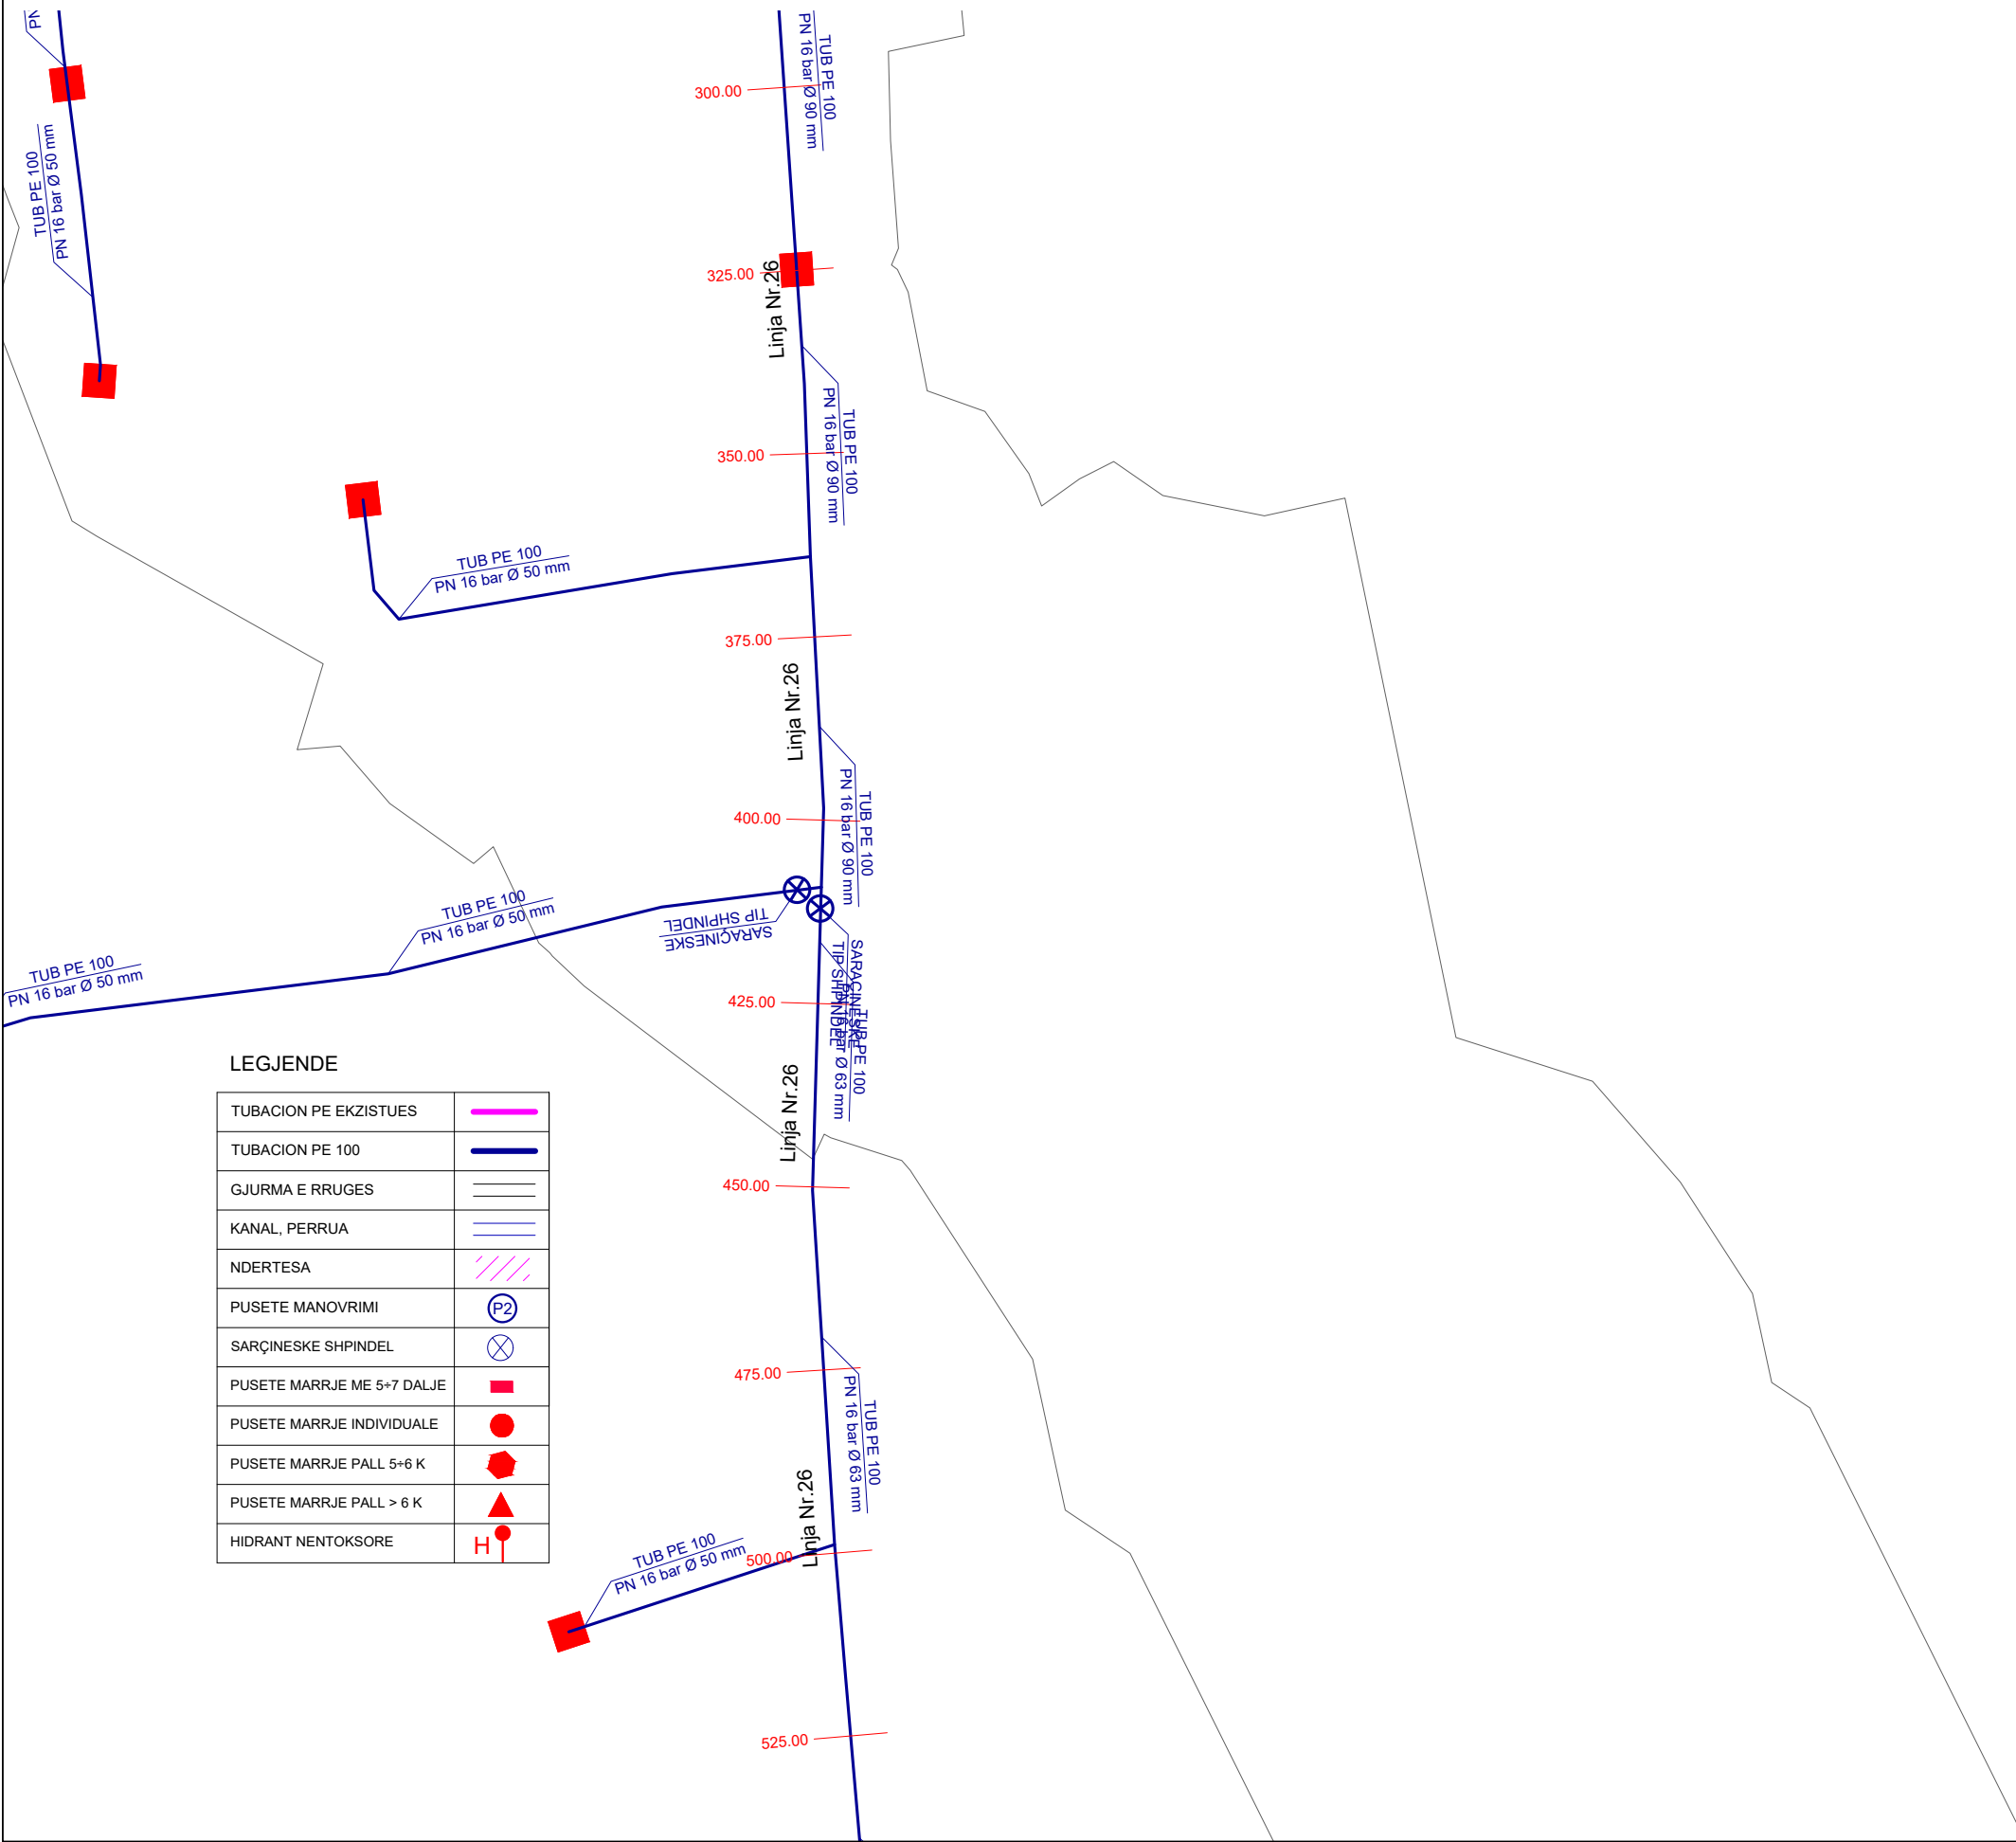 PN
TUB PE 100
PN 16 bar Ø 90 mm
300.00
TUB PE 100
PN 16 bar Ø 50 mm
325.00
Linja Nr.26
TUB PE 100
PN 16 bar Ø 90 mm
350.00
TUB PE 100
PN 16 bar Ø 50 mm
375.00
Linja Nr.26
TUB PE 100
PN 16 bar Ø 90 mm
400.00
TUB PE 100
PN 16 bar Ø 50 mm
SARAÇINESKE
TIP SHPINDEL
SARAÇINESKE
TIP SHPINDEL
TUB PE 100
PN 16 bar Ø 50 mm
425.00
TUB PE 100
PN 16 bar Ø 63 mm
Linja Nr.26
450.00
LEGJENDE
TUBACION PE EKZISTUES
TUBACION PE 100
GJURMA E RRUGES
KANAL, PERRUA
NDERTESA
PUSETE MANOVRIMI
P2
SARÇINESKE SHPINDEL
PUSETE MARRJE ME 5÷7 DALJE
PUSETE MARRJE INDIVIDUALE
PUSETE MARRJE PALL 5÷6 K
PUSETE MARRJE PALL > 6 K
HIDRANT NENTOKSORE
H
475.00
TUB PE 100
PN 16 bar Ø 63 mm
Linja Nr.26
TUB PE 100
PN 16 bar Ø 50 mm
500.00
525.00